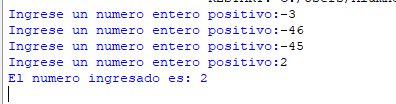 Ingrese un numero entero positivo:-3
Ingrese un numero entero positivo:-46
Ingrese un numero entero positivo:-45
Ingrese un numero entero positivo:2
El numero ingresado es: 2